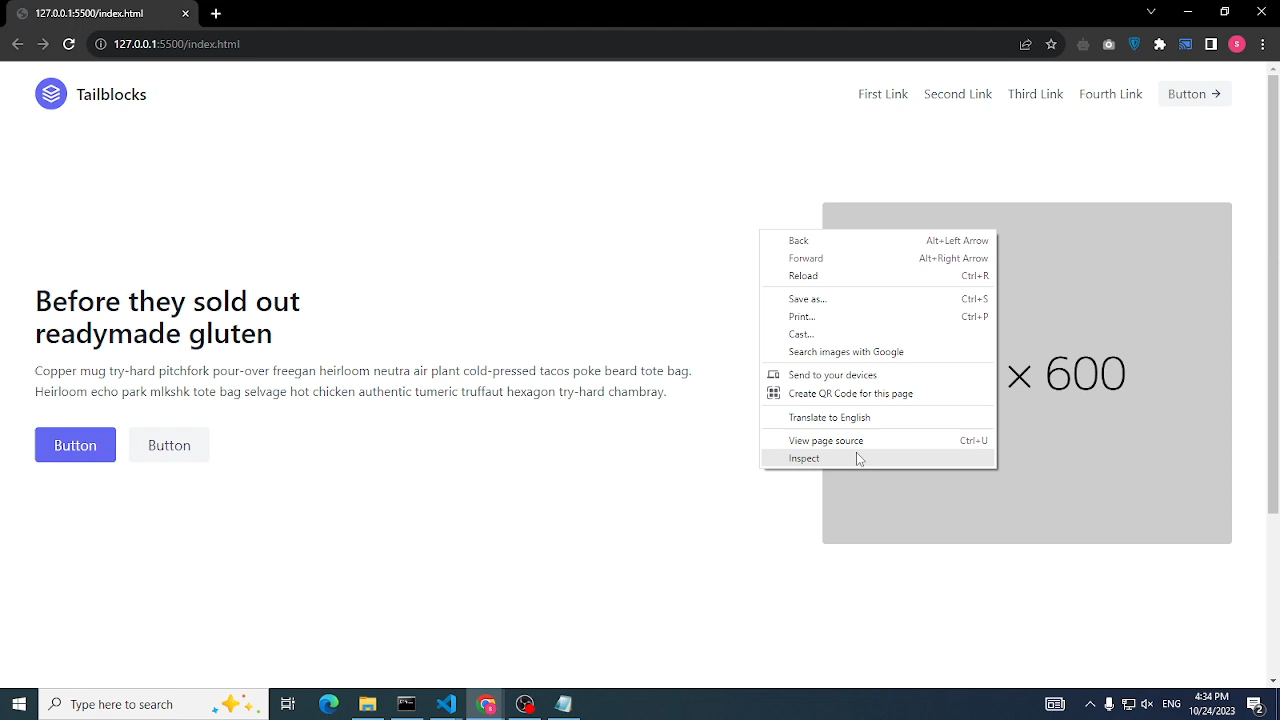 127.0.0.1:5500/index.html
127.0.0.1:5500/index.html
S
Tailblocks
First Link Second Link Third Link Fourth Link Button →
Back Alt+Left Arrow
Forward Alt+Right Arrow
Reload Ctrl+R
Save as... Ctrl+S
Print... Ctrl+P
Cast...
Search images with Google
Send to your devices
Create QR Code for this page
Translate to English
View page source Ctrl+U
Inspect
× 600
Before they sold out
readymade gluten
Copper mug try-hard pitchfork pour-over freegan heirloom neutra air plant cold-pressed tacos poke beard tote bag.
Heirloom echo park mlkshk tote bag selvage hot chicken authentic tumeric truffaut hexagon try-hard chambray.
Button Button
Type here to search
ENG
4:34 PM
10/24/2023
2